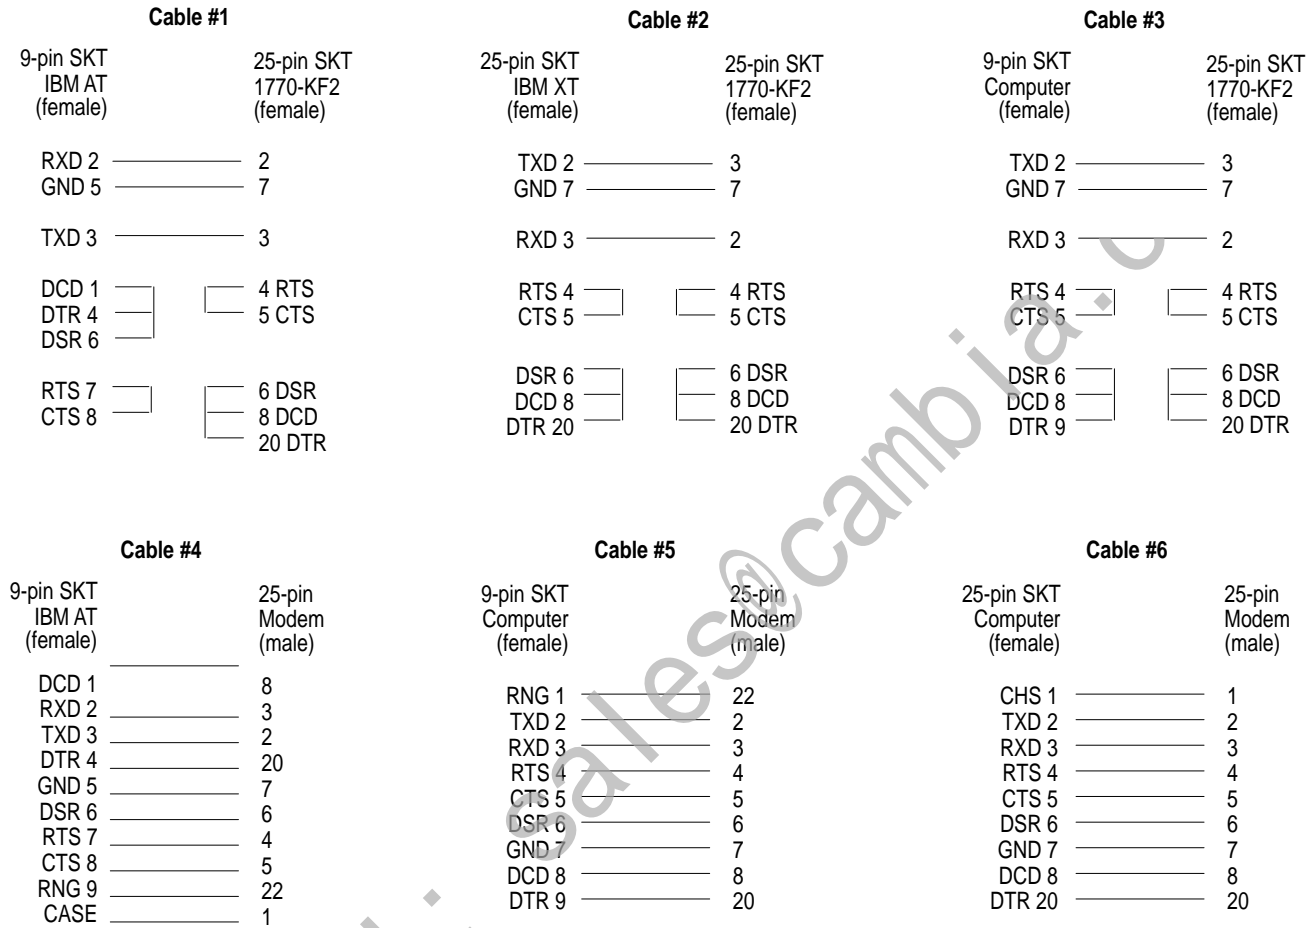 Cable #1
9-pin SKT
IBM AT
(female)
25-pin SKT
1770-KF2
(female)
RXD 2 2
GND 5 7
TXD 3 3
DCD 1 4 RTS
DTR 4 5 CTS
DSR 6
RTS 7 6 DSR
CTS 8 8 DCD
20 DTR
Cable #2
25-pin SKT
IBM XT
(female)
25-pin SKT
1770-KF2
(female)
TXD 2 3
GND 7 7
RXD 3 2
RTS 4 4 RTS
CTS 5 5 CTS
DSR 6 6 DSR
DCD 8 8 DCD
DTR 20 20 DTR
Cable #3
9-pin SKT
Computer
(female)
25-pin SKT
1770-KF2
(female)
TXD 2 3
GND 7 7
RXD 3 2
RTS 4 4 RTS
CTS 5 5 CTS
DSR 6 6 DSR
DCD 8 8 DCD
DTR 9 20 DTR
Cable #4
9-pin SKT
IBM AT
(female)
25-pin
Modem
(male)
DCD 1 8
RXD 2 3
TXD 3 2
DTR 4 20
GND 5 7
DSR 6 6
RTS 7 4
CTS 8 5
RNG 9 22
CASE 1
Cable #5
9-pin SKT
Computer
(female)
25-pin
Modem
(male)
RNG 1 22
TXD 2 2
RXD 3 3
RTS 4 4
CTS 5 5
DSR 6 6
GND 7 7
DCD 8 8
DTR 9 20
Cable #6
25-pin SKT
Computer
(female)
25-pin
Modem
(male)
CHS 1 1
TXD 2 2
RXD 3 3
RTS 4 4
CTS 5 5
DSR 6 6
GND 7 7
DCD 8 8
DTR 20 20
sales@cambia.c